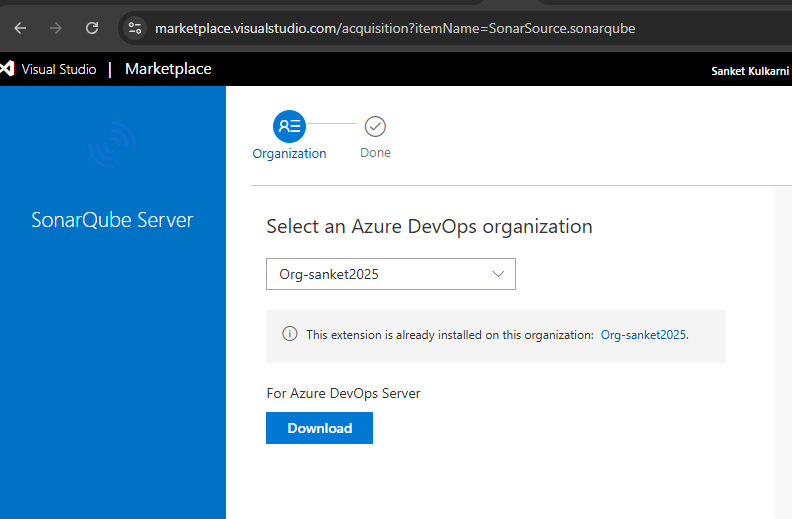 marketplace.visualstudio.com/acquisition?itemName=SonarSource.sonarqube
Visual Studio | Marketplace
Sanket Kulkarni
Organization
Done
SonarQube Server
Select an Azure DevOps organization
Org-sanket2025
This extension is already installed on this organization: Org-sanket2025.
For Azure DevOps Server
Download